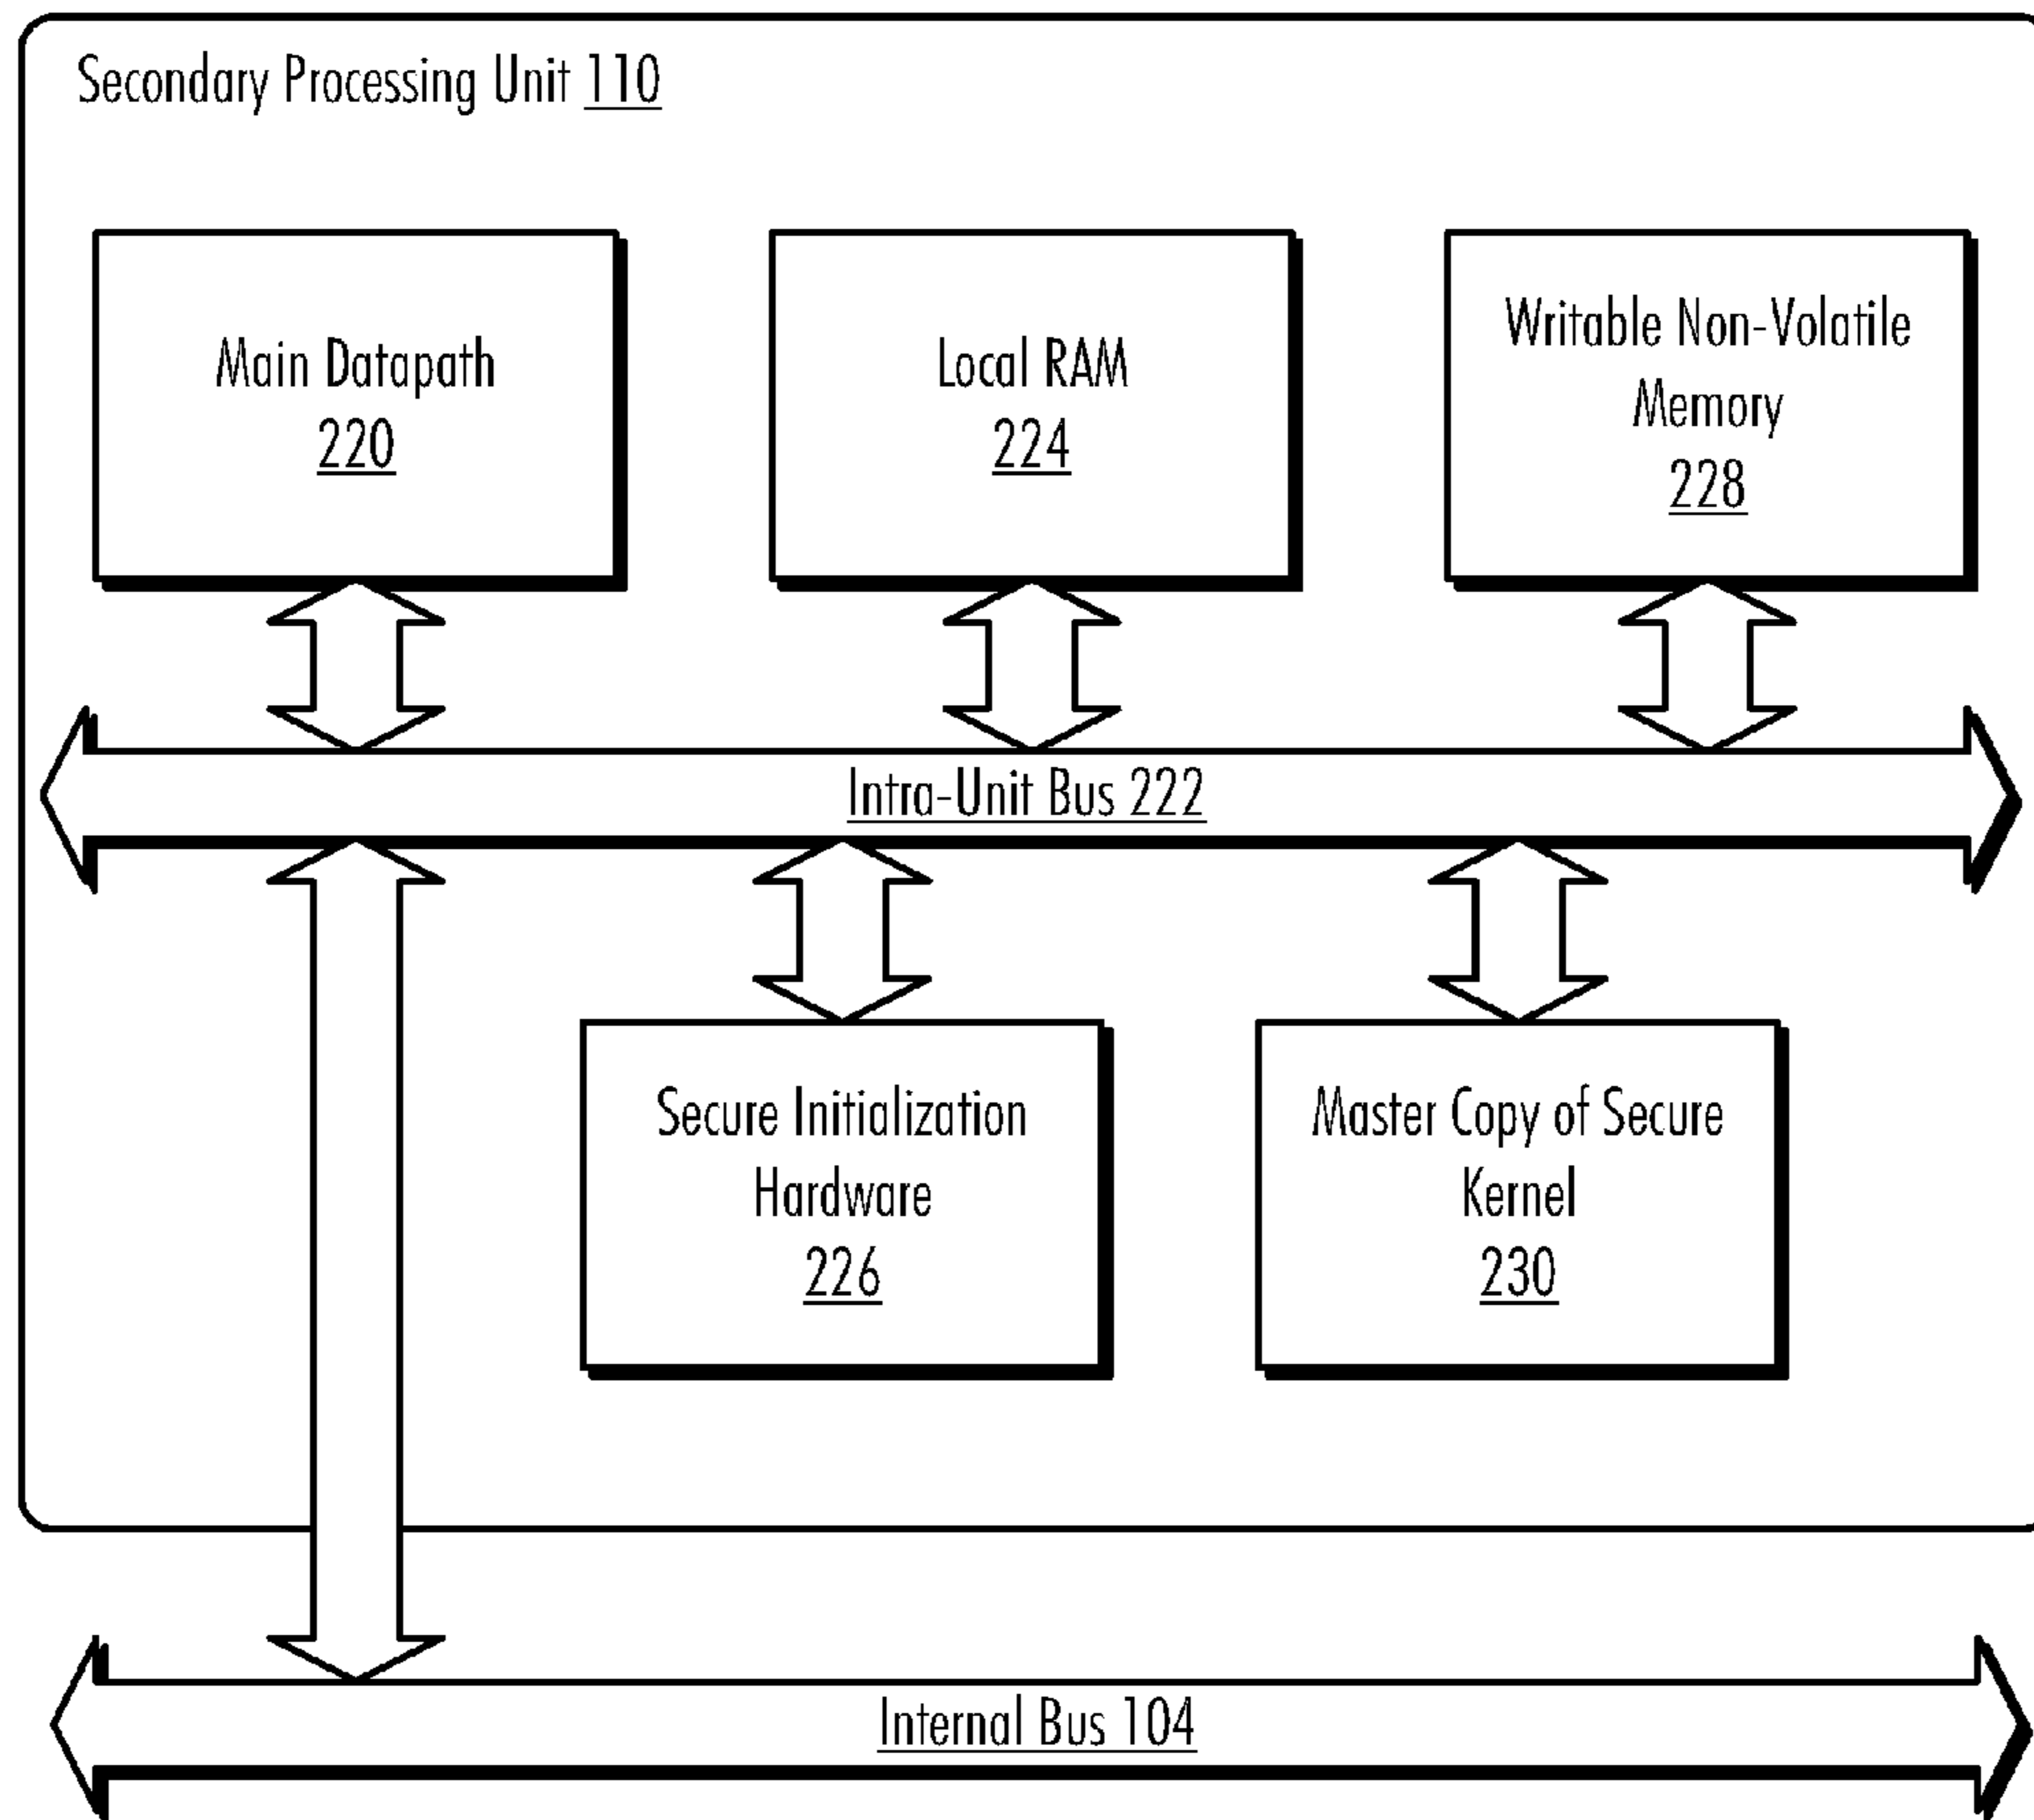 Secondary Processing Unit 110
Main Datapath
220
Local RAM
224
Writable Non-Volatile
Memory
228
Intra-Unit Bus 222
Secure Initialization
Hardware
226
Master Copy of Secure
Kernel
230
Internal Bus 104